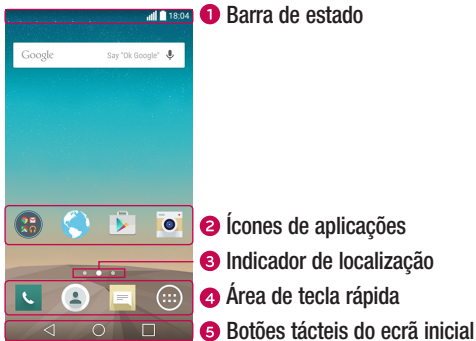 18:04
1 Barra de estado
Google Say "Ok Google"
2 Ícones de aplicações
3 Indicador de localização
4 Área de tecla rápida
5 Botões tácteis do ecrã inicial